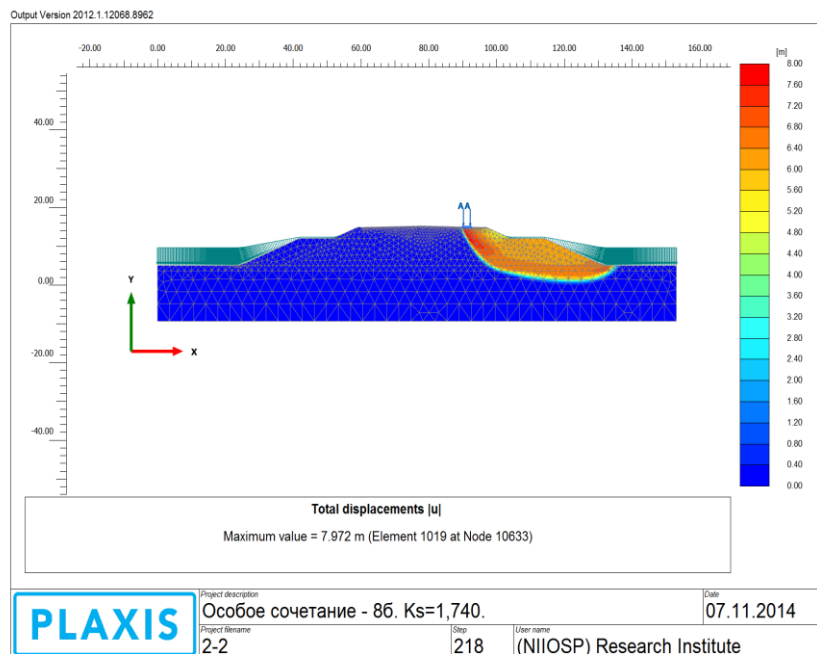 Output Version 2012.1.12068.8962
-20.00 0.00 20.00 40.00 60.00 80.00 100.00 120.00 140.00 160.00
[m]
8.00
7.60
7.20
6.80
6.40
6.00
5.60
5.20
4.80
4.40
4.00
3.60
3.20
2.80
2.40
2.00
1.60
1.20
0.80
0.40
0.00
40.00
20.00
0.00
-20.00
-40.00
A A
Y
X
Total displacements |u|
Maximum value = 7.972 m (Element 1019 at Node 10633)
PLAXIS
Project description
Особое сочетание - 8б. Ks=1,740.
Date
07.11.2014
Project filename
2-2
Step
218
User name
(NIIOSP) Research Institute